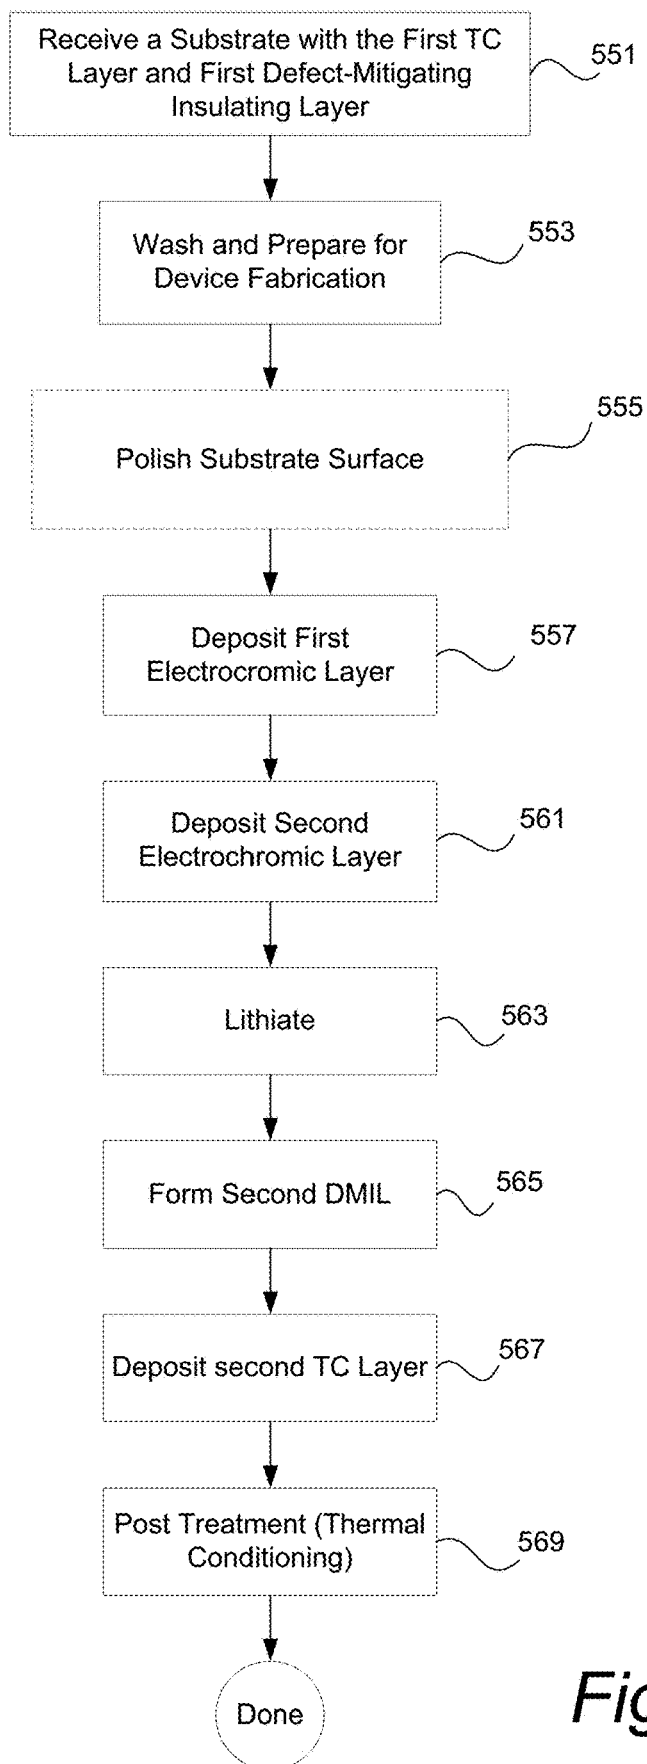 Receive a Substrate with the First TC
Layer and First Defect-Mitigating
Insulating Layer
551
Wash and Prepare for
Device Fabrication
553
Polish Substrate Surface
555
Deposit First
Electrocromic Layer
557
Deposit Second
Electrochromic Layer
561
Lithiate
563
Form Second DMIL
565
Deposit second TC Layer
567
Post Treatment (Thermal
Conditioning)
569
Done
Fig